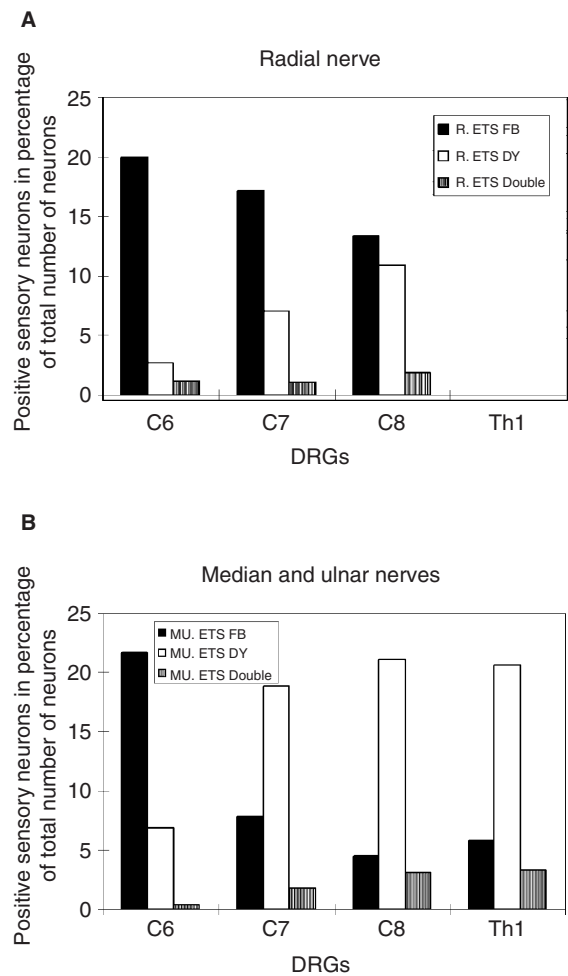 A
Radial nerve
Positive sensory neurons in percentage
of total number of neurons
25
20
15
10
5
0
R. ETS FB
R. ETS DY
R. ETS Double
C6 C7 C8 Th1
DRGs
B
Median and ulnar nerves
Positive sensory neurons in percentage
of total number of neurons
25
20
15
10
5
0
MU. ETS FB
MU. ETS DY
MU. ETS Double
C6 C7 C8 Th1
DRGs